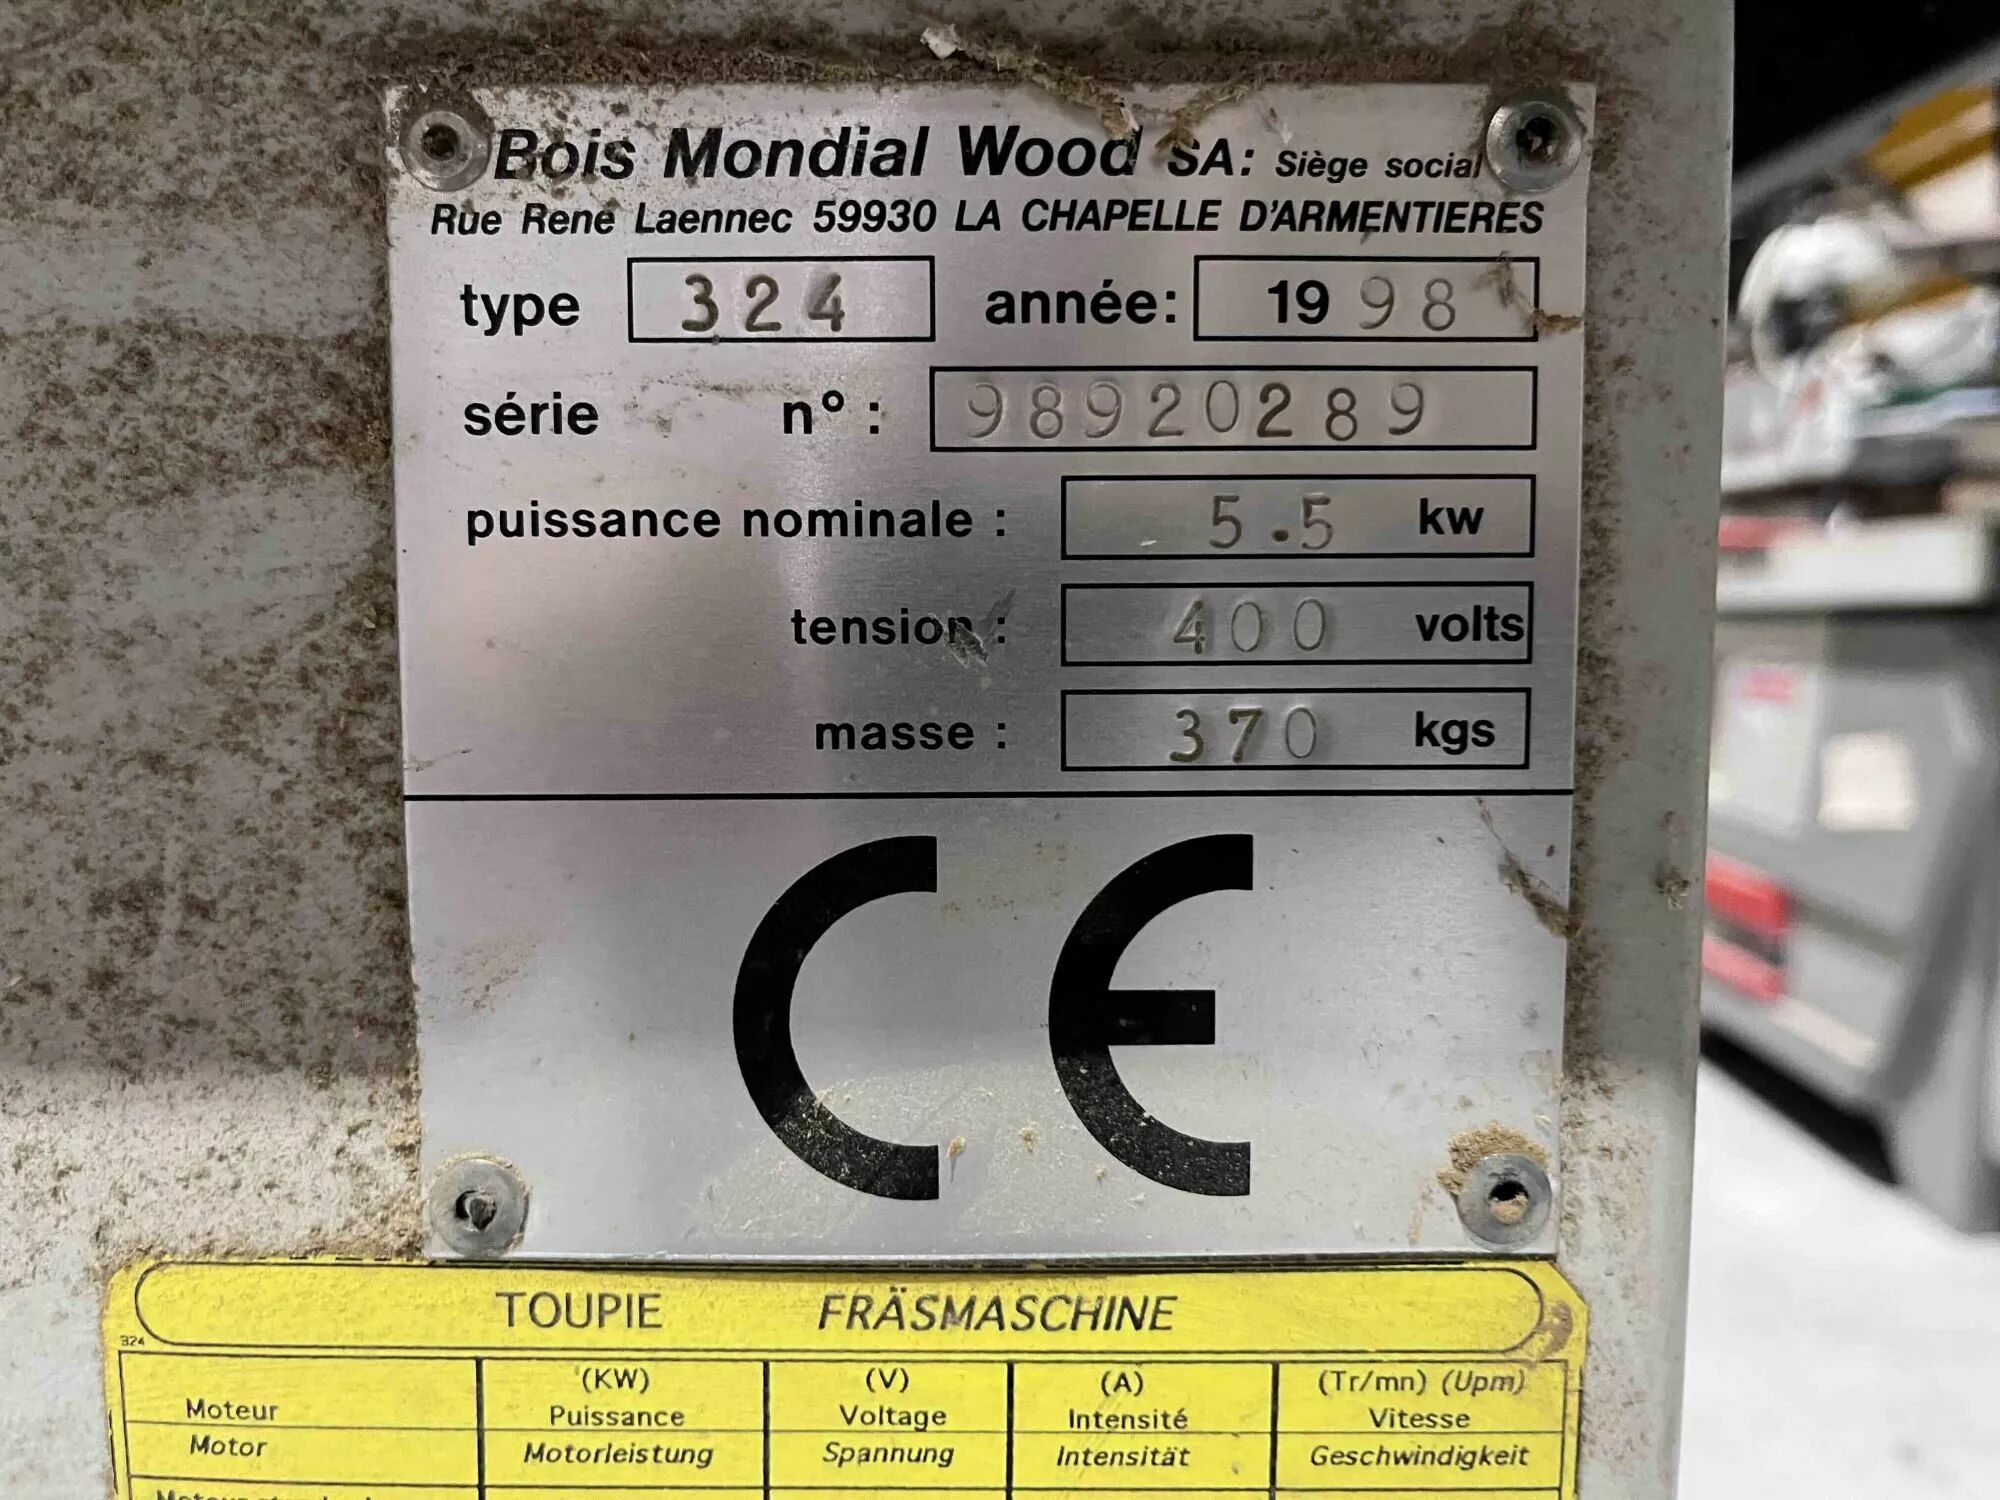 Bois Mondial Wood SA: Siège social
Rue Rene Laennec 59930 LA CHAPELLE D'ARMENTIERES
type 324 année: 1998
série n° : 98920289
puissance nominale : 5.5 kw
tension : 400 volts
masse : 370 kgs
CE
TOUPIE FRÄSMASCHINE
324
(KW) (V) (A) (Tr/mn) (Upm)
Moteur Puissance Voltage Intensité Vitesse
Motor Motorleistung Spannung Intensität Geschwindigkeit